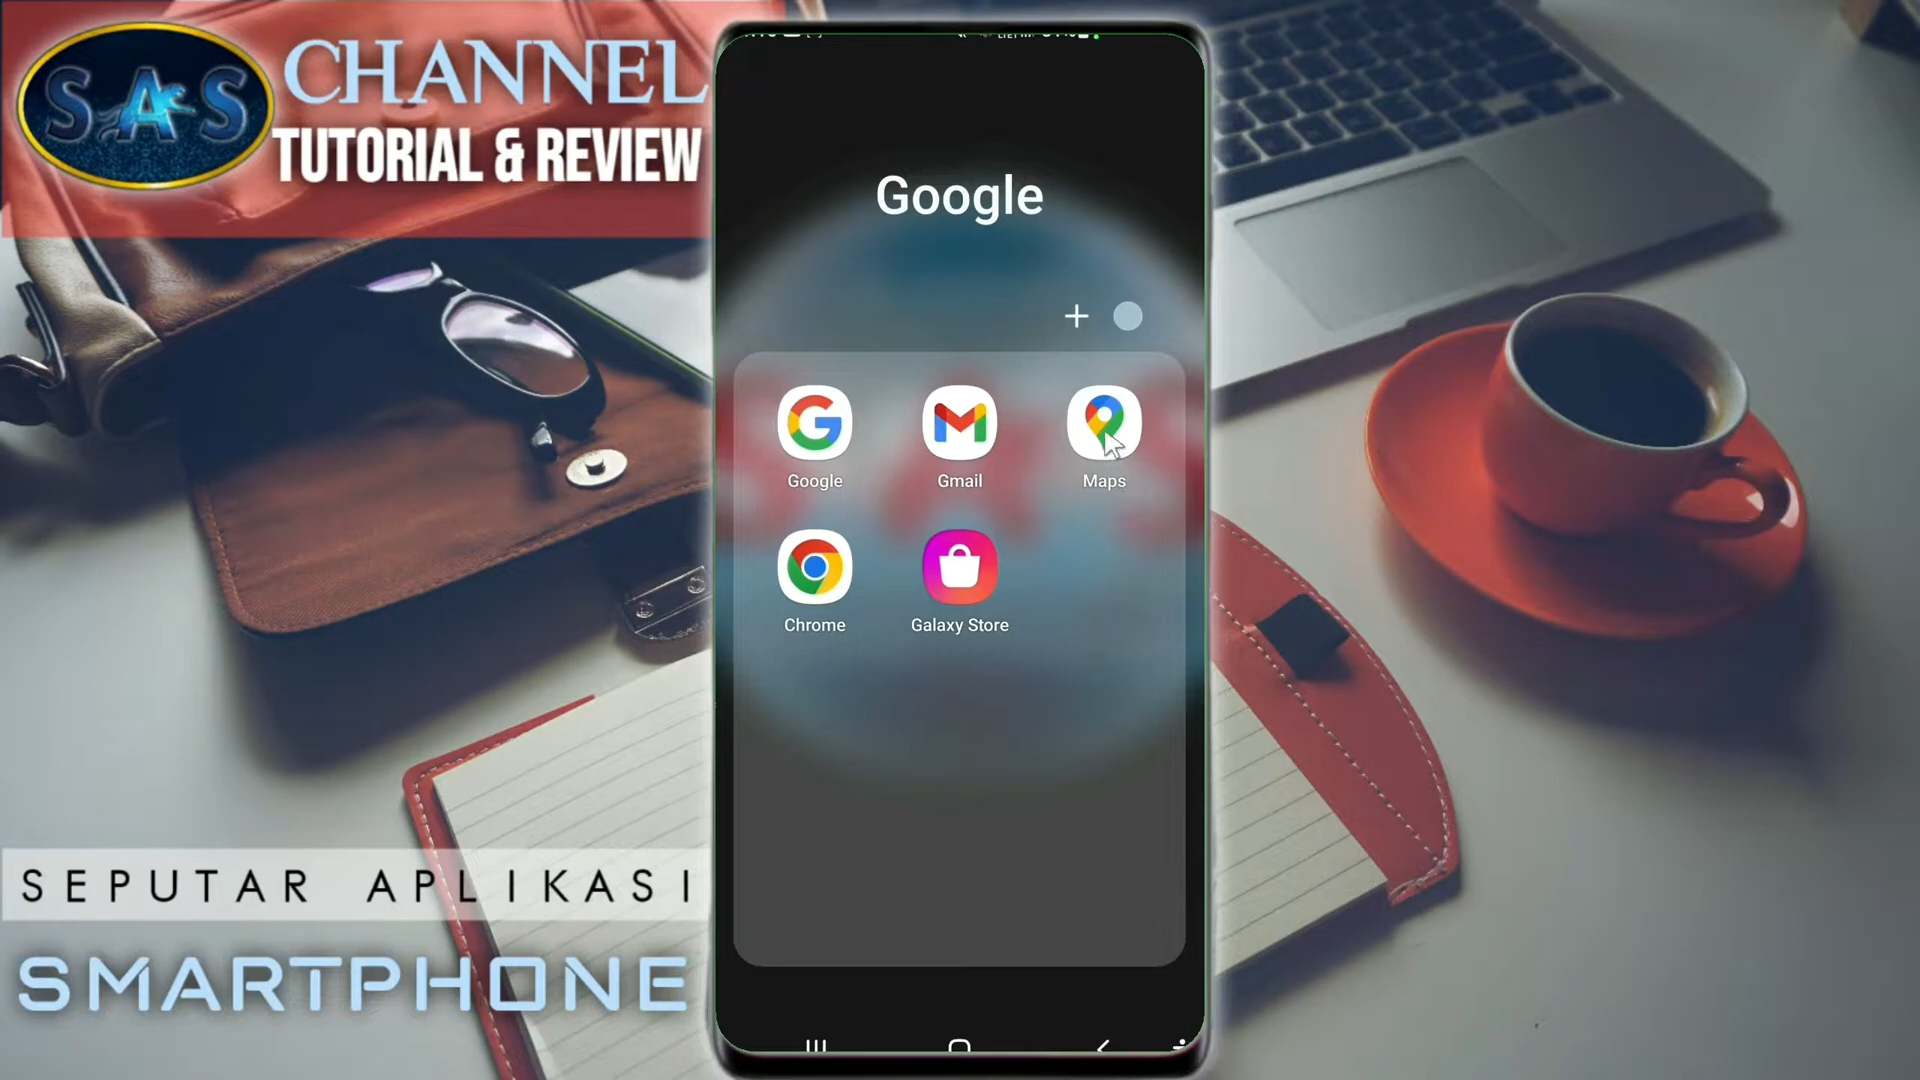 SAS
CHANNEL
TUTORIAL & REVIEW
Google
Google
Gmail
Maps
Chrome
Galaxy Store
SEPUTAR APLIKASI
SMARTPHONE